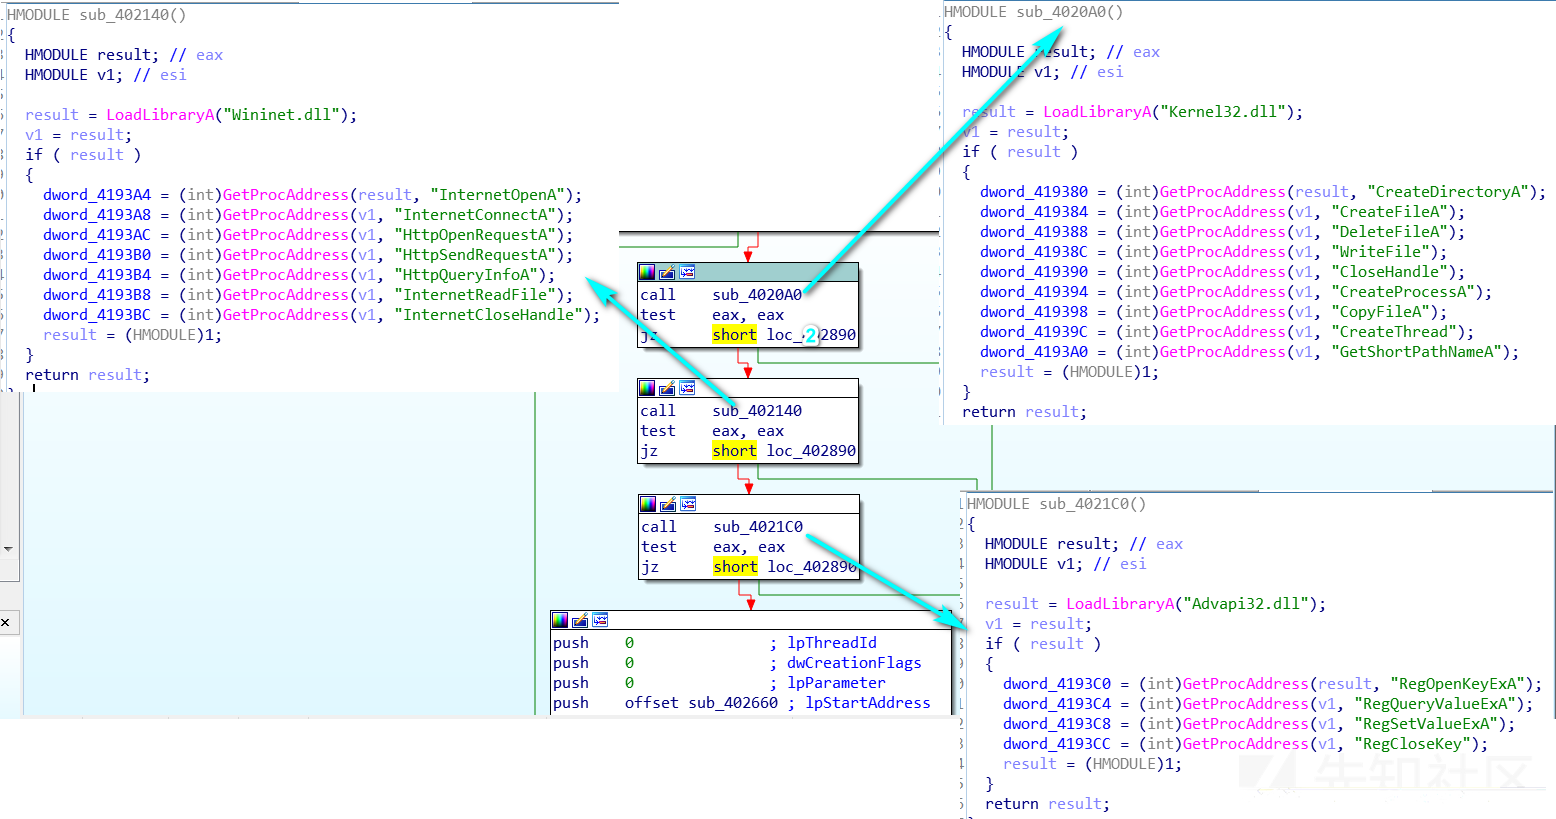 HMODULE sub_402140()
{
HMODULE result; // eax
HMODULE v1; // esi
result = LoadLibraryA("Wininet.dll");
v1 = result;
if ( result )
{
dword_4193A4 = (int)GetProcAddress(result, "InternetOpenA");
dword_4193A8 = (int)GetProcAddress(v1, "InternetConnectA");
dword_4193AC = (int)GetProcAddress(v1, "HttpOpenRequestA");
dword_4193B0 = (int)GetProcAddress(v1, "HttpSendRequestA");
dword_4193B4 = (int)GetProcAddress(v1, "HttpQueryInfoA");
dword_4193B8 = (int)GetProcAddress(v1, "InternetReadFile");
dword_4193BC = (int)GetProcAddress(v1, "InternetCloseHandle");
result = (HMODULE)1;
}
return result;
HMODULE sub_4020A0()
{
HMODULE result; // eax
HMODULE v1; // esi
result = LoadLibraryA("Kernel32.dll");
v1 = result;
if ( result )
{
dword_419380 = (int)GetProcAddress(result, "CreateDirectoryA");
dword_419384 = (int)GetProcAddress(v1, "CreateFileA");
dword_419388 = (int)GetProcAddress(v1, "DeleteFileA");
dword_41938C = (int)GetProcAddress(v1, "WriteFile");
dword_419390 = (int)GetProcAddress(v1, "CloseHandle");
dword_419394 = (int)GetProcAddress(v1, "CreateProcessA");
dword_419398 = (int)GetProcAddress(v1, "CopyFileA");
dword_41939C = (int)GetProcAddress(v1, "CreateThread");
dword_4193A0 = (int)GetProcAddress(v1, "GetShortPathNameA");
result = (HMODULE)1;
}
return result;
call sub_4020A0
test eax, eax
jz short loc_402890
2
call sub_402140
test eax, eax
jz short loc_402890
call sub_4021C0
test eax, eax
jz short loc_402890
push 0 ; lpThreadId
push 0 ; dwCreationFlags
push 0 ; lpParameter
push offset sub_402660 ; lpStartAddress
HMODULE sub_4021C0()
{
HMODULE result; // eax
HMODULE v1; // esi
result = LoadLibraryA("Advapi32.dll");
v1 = result;
if ( result )
{
dword_4193C0 = (int)GetProcAddress(result, "RegOpenKeyExA");
dword_4193C4 = (int)GetProcAddress(v1, "RegQueryValueExA");
dword_4193C8 = (int)GetProcAddress(v1, "RegSetValueExA");
dword_4193CC = (int)GetProcAddress(v1, "RegCloseKey");
result = (HMODULE)1;
}
return result;
先知社区